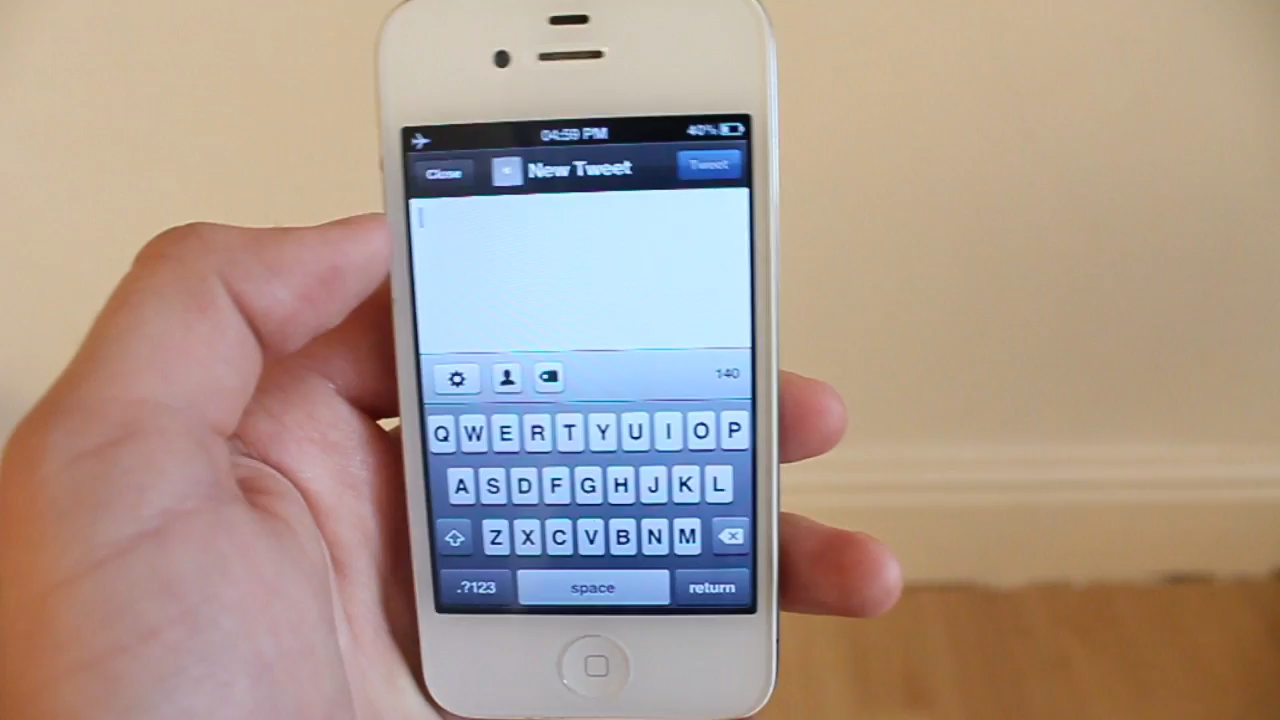 04:59 PM 40%
Close New Tweet Tweet
140
Q W E R T Y U I O P
A S D F G H J K L
Z X C V B N M
.?123 space return